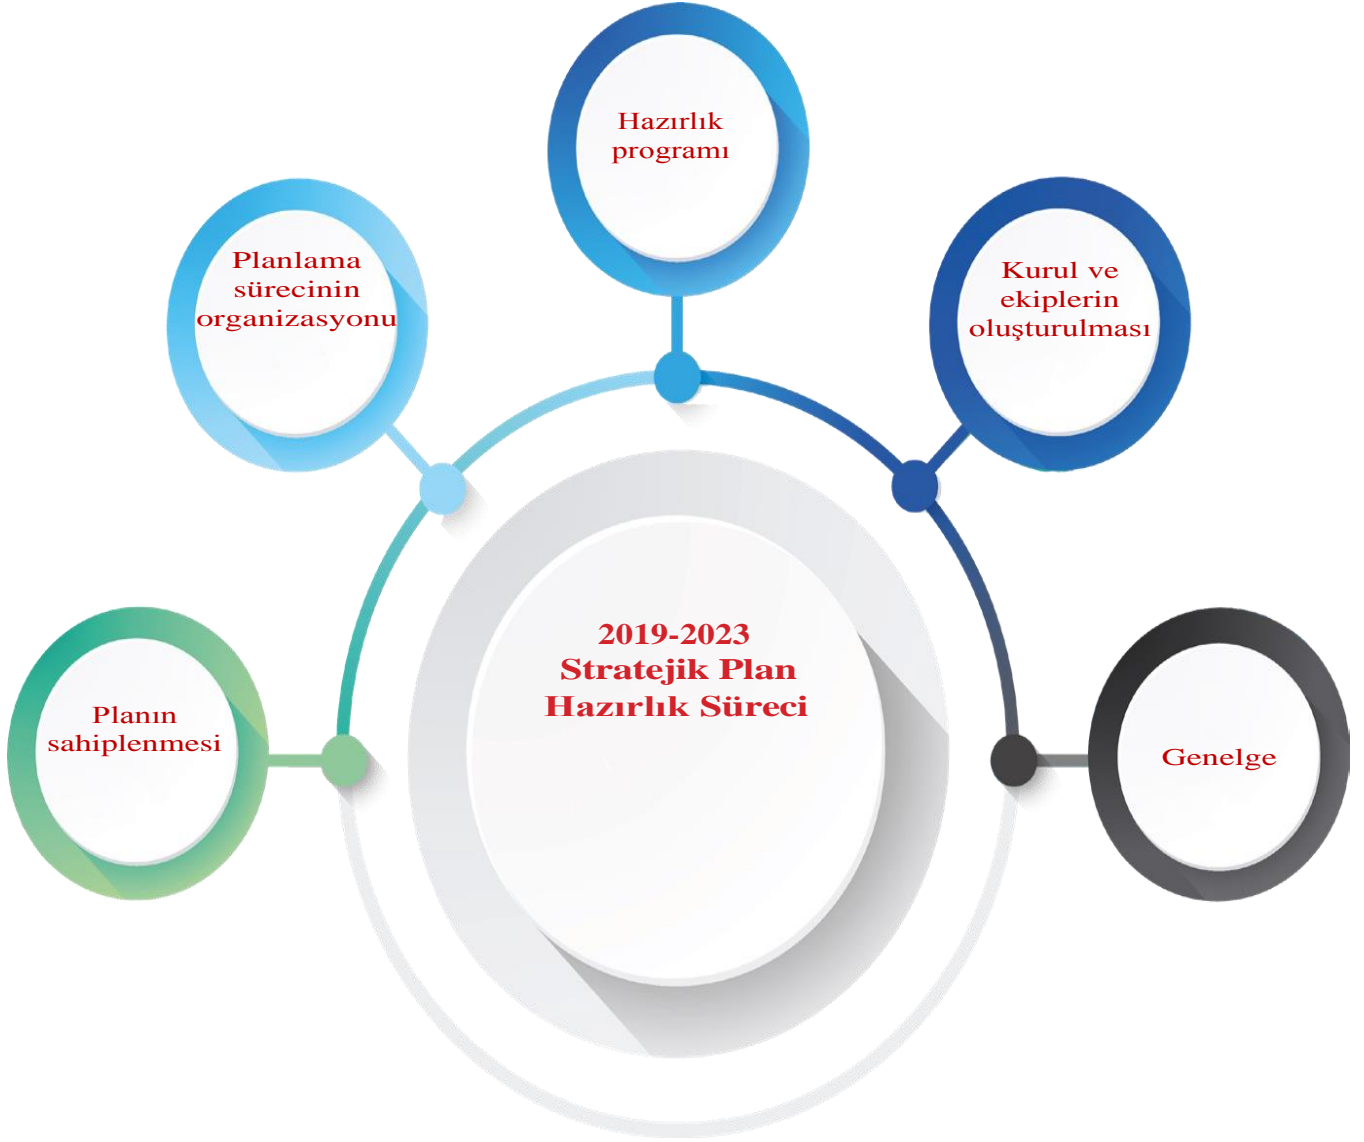 Hazırlık
programı
Planlama
sürecinin
organizasyonu
Kurul ve
ekiplerin
oluşturulması
2019-2023
Stratejik Plan
Hazırlık Süreci
Planın
sahiplenmesi
Genelge